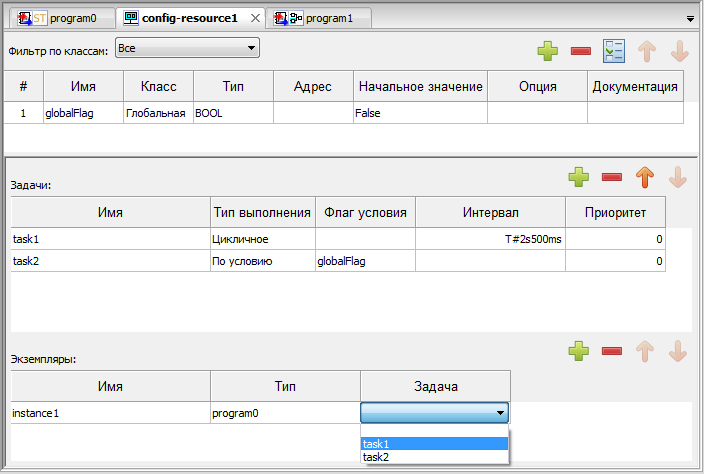 ST program0 config-resource1 program1
Фильтр по классам: Все
# Имя Класс Тип Адрес Начальное значение Опция Документация
1 globalFlag Глобальная BOOL False
Задачи:
Имя Тип выполнения Флаг условия Интервал Приоритет
task1 Цикличное T#2s500ms 0
task2 По условию globalFlag 0
Экземпляры:
Имя Тип Задача
instance1 program0
task1
task2